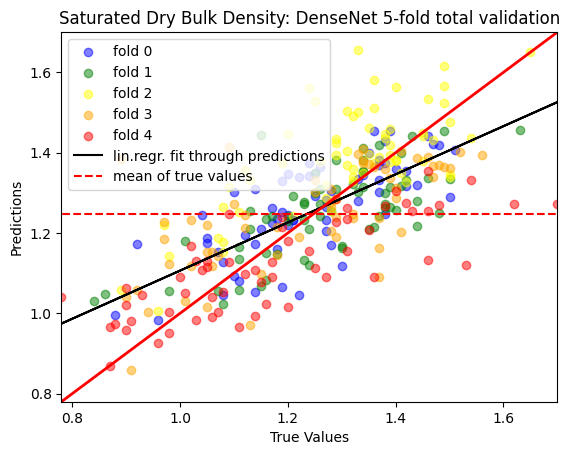 Saturated Dry Bulk Density: DenseNet 5-fold total validation
fold 0
fold 1
fold 2
fold 3
fold 4
lin.regr. fit through predictions
mean of true values
Predictions
1.6
1.4
1.2
1.0
0.8
0.8 1.0 1.2 1.4 1.6
True Values